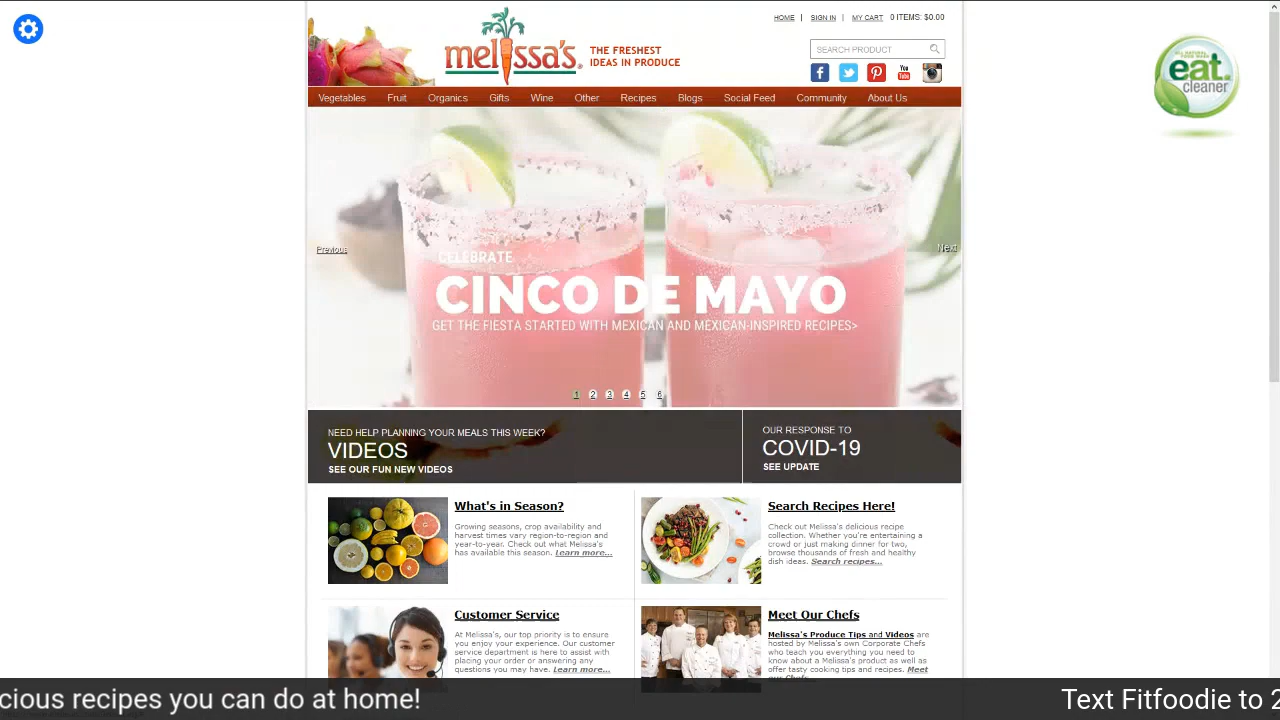 HOME | SIGN IN | MY CART 0 ITEMS: $0.00
melissa's®
THE FRESHEST
IDEAS IN PRODUCE
SEARCH PRODUCT
You
Tube
eat
cleaner
Vegetables Fruit Organics Gifts Wine Other Recipes Blogs Social Feed Community About Us
Previous
Next
CELEBRATE
CINCO DE MAYO
GET THE FIESTA STARTED WITH MEXICAN AND MEXICAN-INSPIRED RECIPES>
1 2 3 4 5 6
NEED HELP PLANNING YOUR MEALS THIS WEEK?
VIDEOS
SEE OUR FUN NEW VIDEOS
OUR RESPONSE TO
COVID-19
SEE UPDATE
What's in Season?
Growing seasons, crop availability and
harvest times vary region-to-region and
year-to-year. Check out what Melissa's
has available this season. Learn more...
Search Recipes Here!
Check out Melissa's delicious recipe
collection. Whether you're entertaining a
crowd or just making dinner for two,
browse thousands of fresh and healthy
dish ideas. Search recipes...
Customer Service
At Melissa's, our top priority is to ensure
you enjoy your experience. Our customer
service department is here to assist with
placing your order or answering any
questions you may have. Learn more...
Meet Our Chefs
Melissa's Produce Tips and Videos are
hosted by Melissa's own Corporate Chefs
who teach you everything you need to
know about a Melissa's product as well as
offer tasty cooking tips and recipes. Meet
our Chefs...
cious recipes you can do at home!
Text Fitfoodie to 2